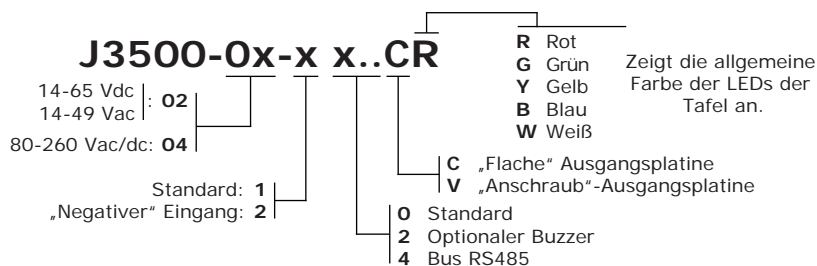 J3500-0x-x x..CR
R Rot
G Grün
Y Gelb
B Blau
W Weiß
Zeigt die allgemeine
Farbe der LEDs der
Tafel an.
14-65 Vdc
14-49 Vac
: 02
80-260 Vac/dc: 04
C „Flache“ Ausgangsplatine
V „Anschraub“-Ausgangsplatine
Standard: 1
„Negativer“ Eingang: 2
0 Standard
2 Optionaler Buzzer
4 Bus RS485